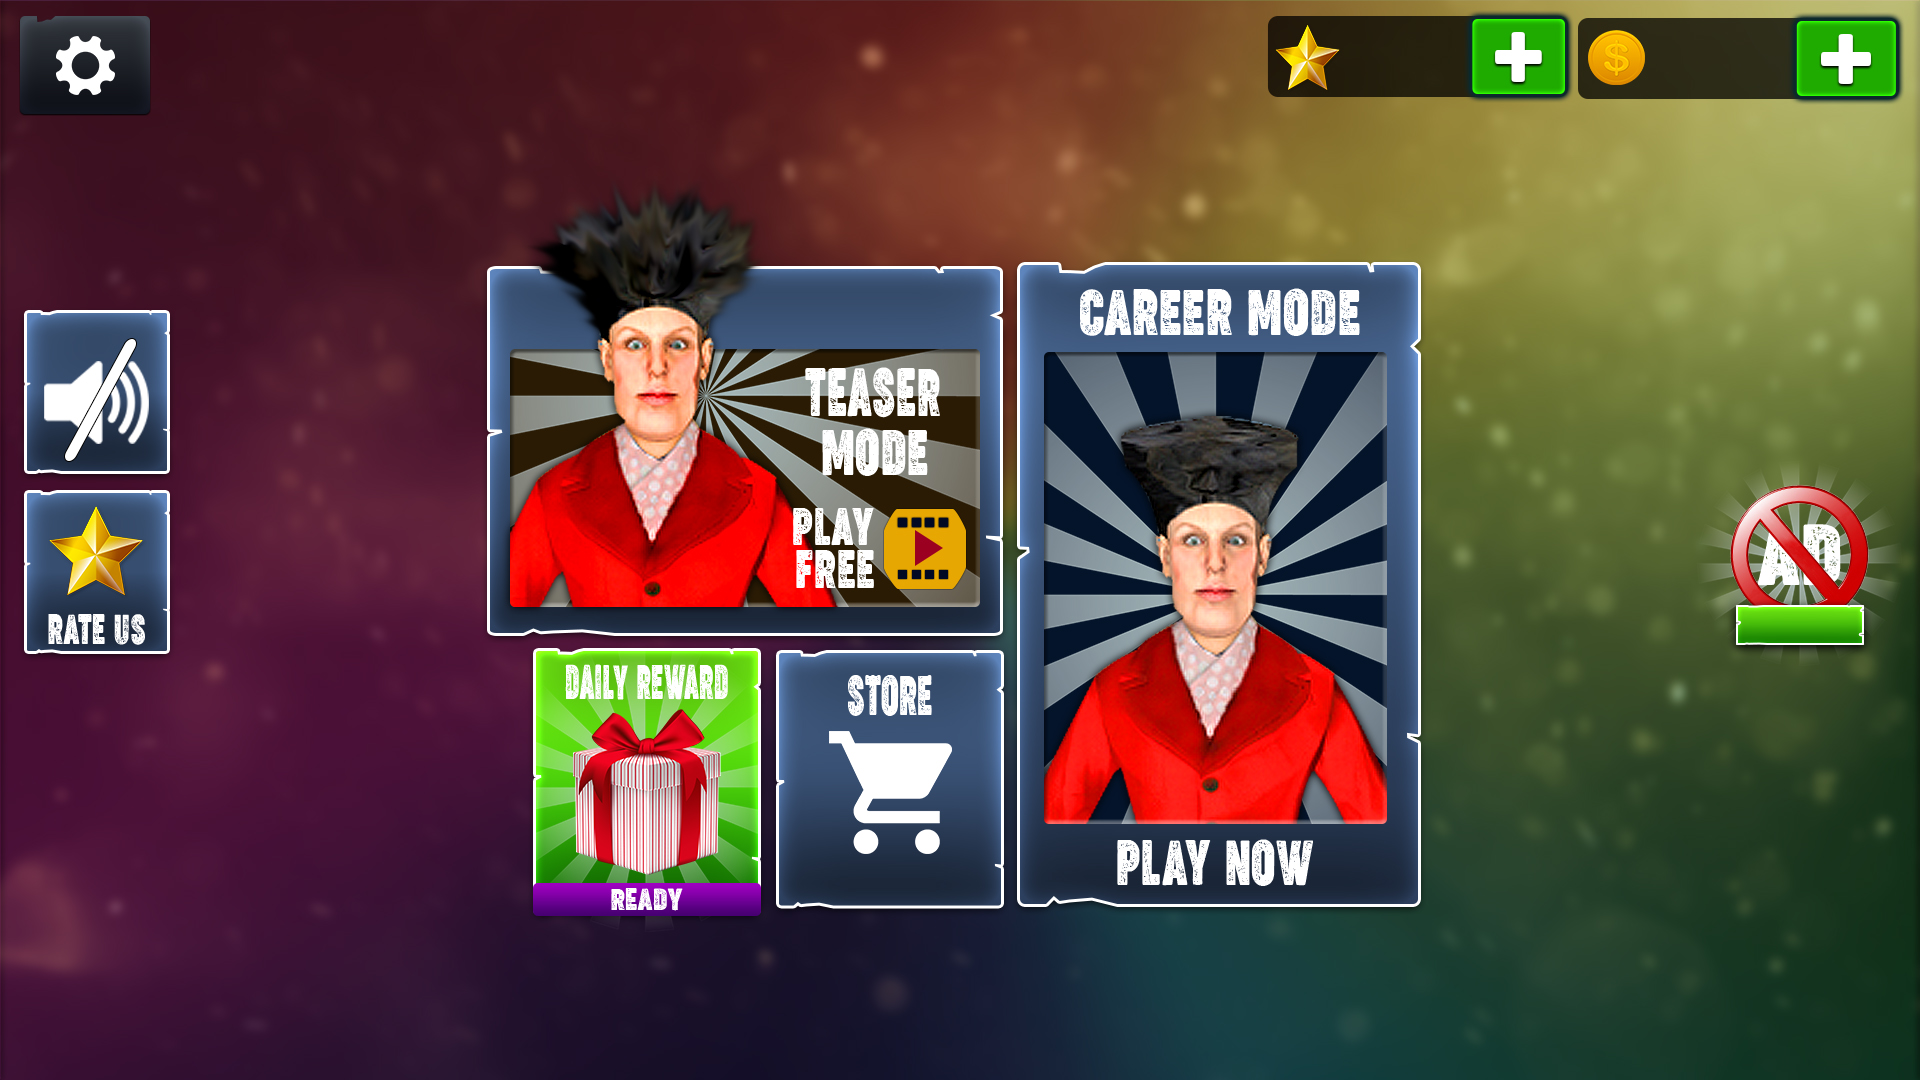 CAREER MODE
TEASER
MODE
PLAY
FREE
RATE US
AD
DAILY REWARD
STORE
PLAY NOW
READY